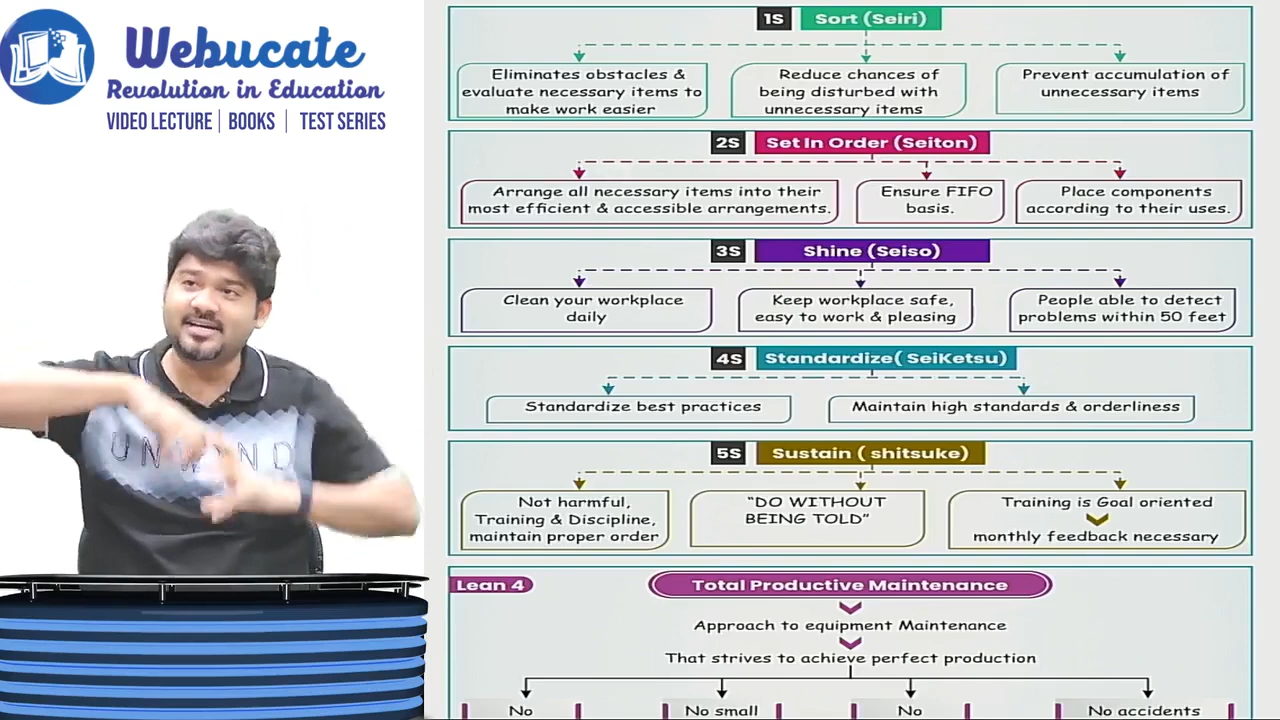 Webucate
Revolution in Education
VIDEO LECTURE | BOOKS | TEST SERIES
UNW ND
1S Sort (Seiri)
Eliminates obstacles &
evaluate necessary items to
make work easier
Reduce chances of
being disturbed with
unnecessary items
Prevent accumulation of
unnecessary items
2S Set In Order (Seiton)
Arrange all necessary items into their
most efficient & accessible arrangements.
Ensure FIFO
basis.
Place components
according to their uses.
3S Shine (Seiso)
Clean your workplace
daily
Keep workplace safe,
easy to work & pleasing
People able to detect
problems within 50 feet
4S Standardize( SeiKetsu)
Standardize best practices
Maintain high standards & orderliness
5S Sustain ( shitsuke)
Not harmful,
Training & Discipline,
maintain proper order
“DO WITHOUT
BEING TOLD”
Training is Goal oriented
monthly feedback necessary
Lean 4
Total Productive Maintenance
Approach to equipment Maintenance
That strives to achieve perfect production
No
No small
No
No accidents